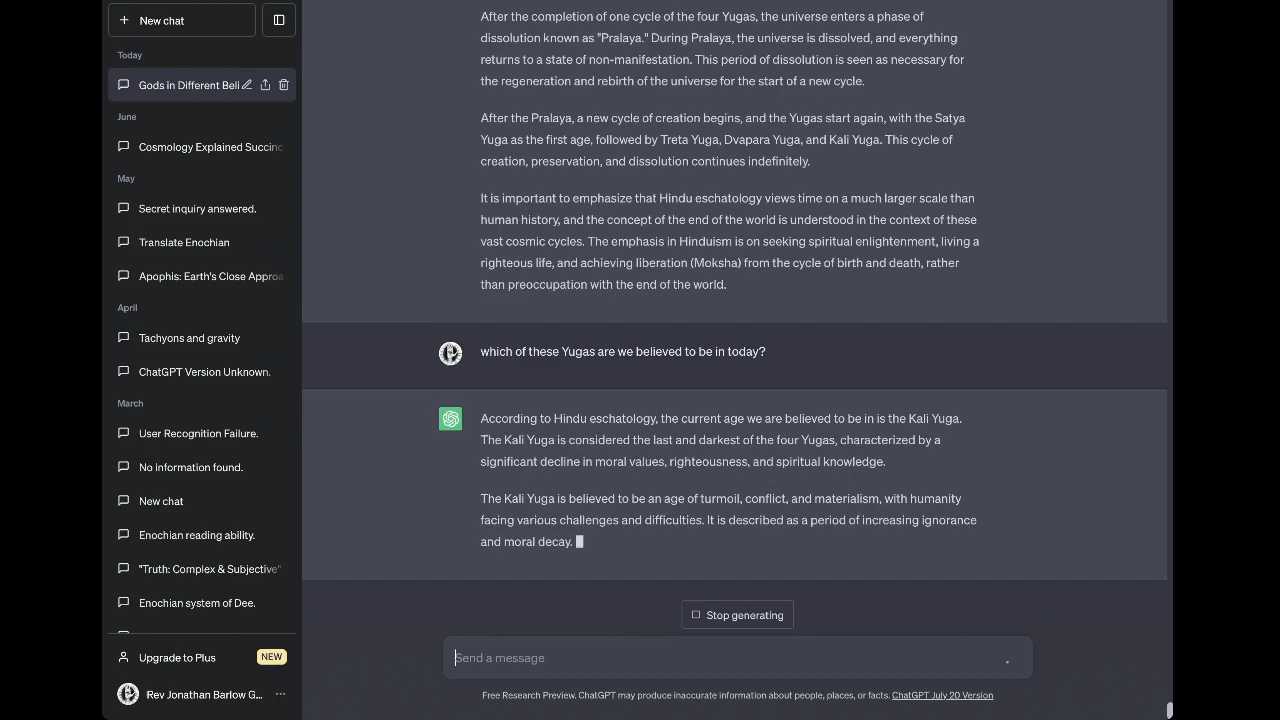 New chat
Today
Gods in Different Beli
June
Cosmology Explained Succinc
May
Secret inquiry answered.
Translate Enochian
Apophis: Earth's Close Approa
April
Tachyons and gravity
ChatGPT Version Unknown.
March
User Recognition Failure.
No information found.
New chat
Enochian reading ability.
"Truth: Complex & Subjective"
Enochian system of Dee.
Upgrade to Plus
NEW
Rev Jonathan Barlow G...
After the completion of one cycle of the four Yugas, the universe enters a phase of
dissolution known as "Pralaya." During Pralaya, the universe is dissolved, and everything
returns to a state of non-manifestation. This period of dissolution is seen as necessary for
the regeneration and rebirth of the universe for the start of a new cycle.
After the Pralaya, a new cycle of creation begins, and the Yugas start again, with the Satya
Yuga as the first age, followed by Treta Yuga, Dvapara Yuga, and Kali Yuga. This cycle of
creation, preservation, and dissolution continues indefinitely.
It is important to emphasize that Hindu eschatology views time on a much larger scale than
human history, and the concept of the end of the world is understood in the context of these
vast cosmic cycles. The emphasis in Hinduism is on seeking spiritual enlightenment, living a
righteous life, and achieving liberation (Moksha) from the cycle of birth and death, rather
than preoccupation with the end of the world.
which of these Yugas are we believed to be in today?
According to Hindu eschatology, the current age we are believed to be in is the Kali Yuga.
The Kali Yuga is considered the last and darkest of the four Yugas, characterized by a
significant decline in moral values, righteousness, and spiritual knowledge.
The Kali Yuga is believed to be an age of turmoil, conflict, and materialism, with humanity
facing various challenges and difficulties. It is described as a period of increasing ignorance
and moral decay.
Stop generating
Send a message
Free Research Preview. ChatGPT may produce inaccurate information about people, places, or facts. ChatGPT July 20 Version